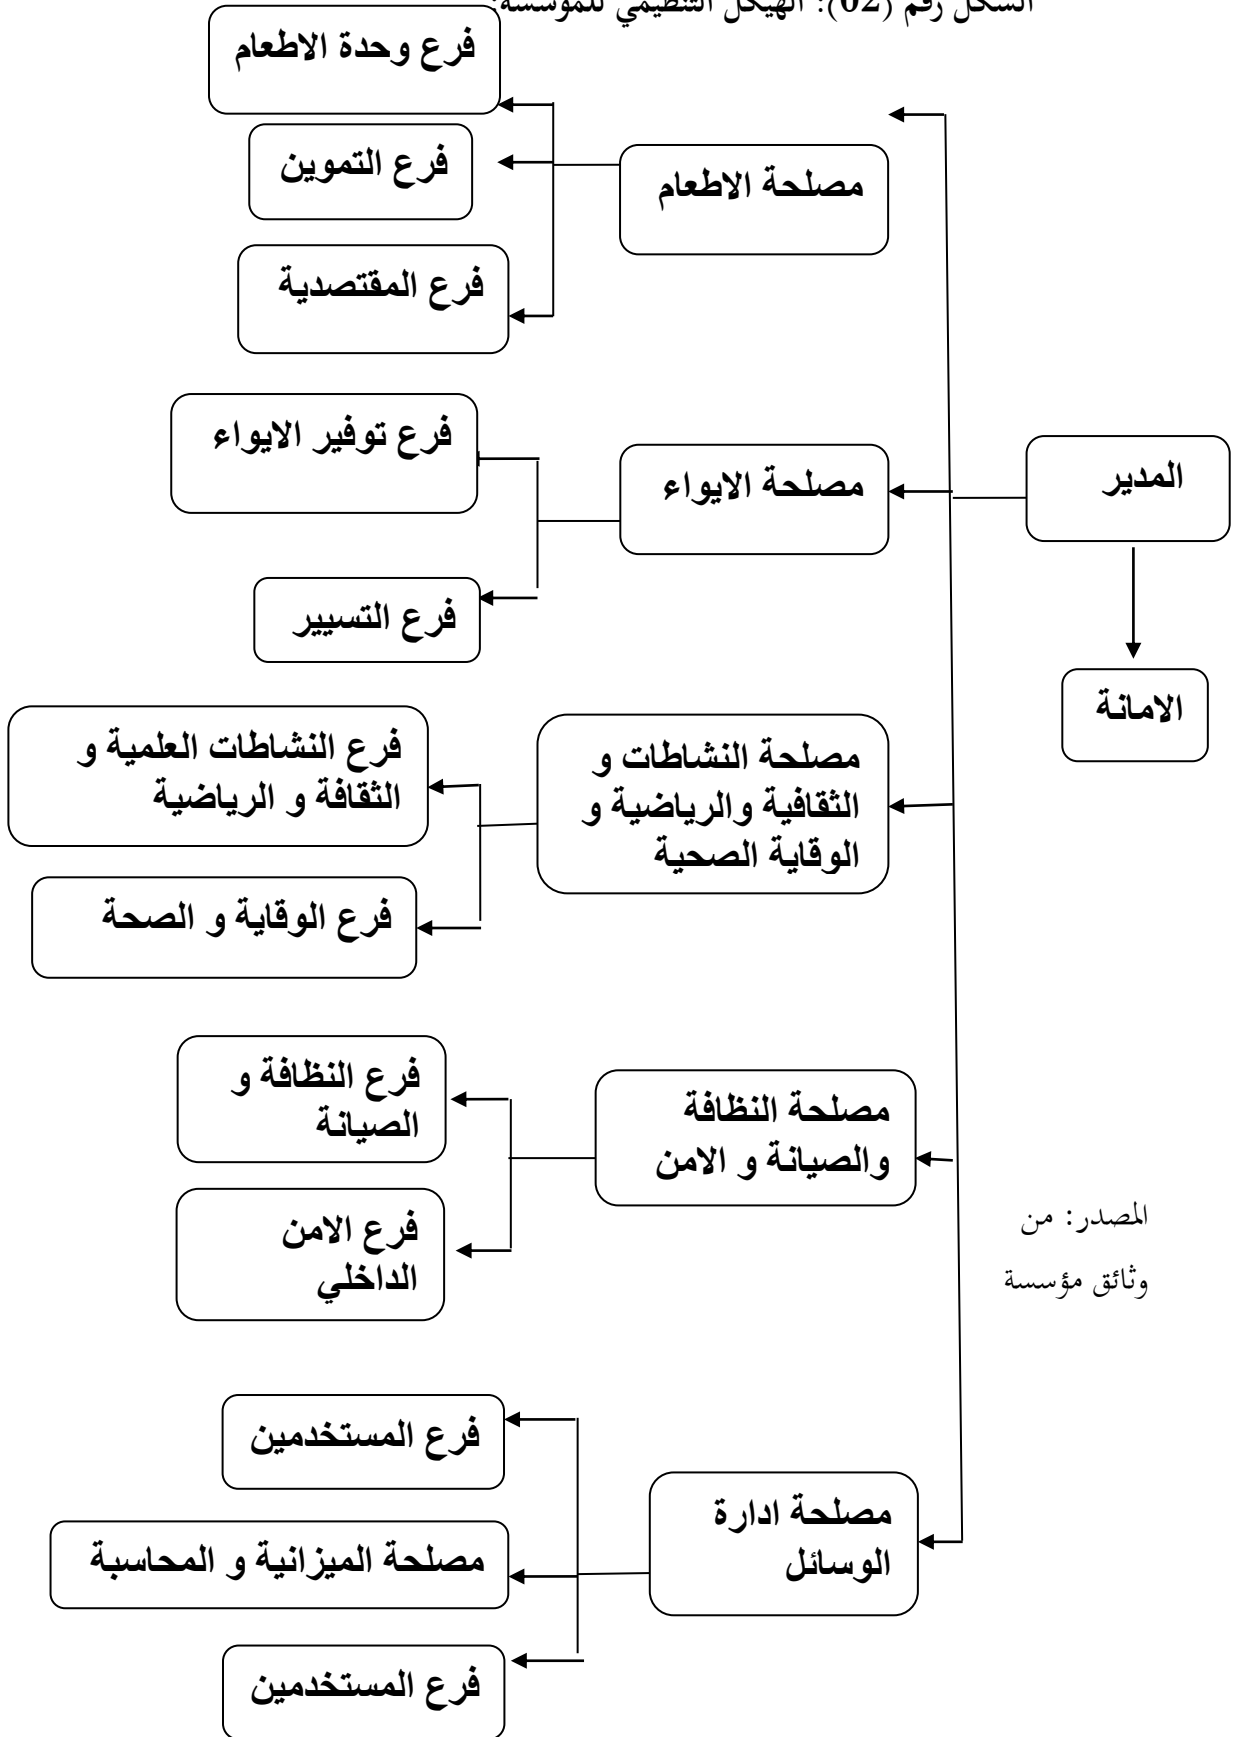 الشكل رقم (02): الهيكل التنظيمي للمؤسسة:
فرع وحدة الاطعام
فرع التموين
مصلحة الاطعام
فرع المقتصدية
فرع توفير الايواء
مصلحة الايواء
المدير
فرع التسيير
الامانة
مصلحة النشاطات و
الثقافية والرياضية و
الوقاية الصحية
فرع النشاطات العلمية و
الثقافة و الرياضية
فرع الوقاية و الصحة
مصلحة النظافة
والصيانة و الامن
فرع النظافة و
الصيانة
فرع الامن
الداخلي
المصدر: من
وثائق مؤسسة
فرع المستخدمين
مصلحة ادارة
الوسائل
مصلحة الميزانية و المحاسبة
فرع المستخدمين